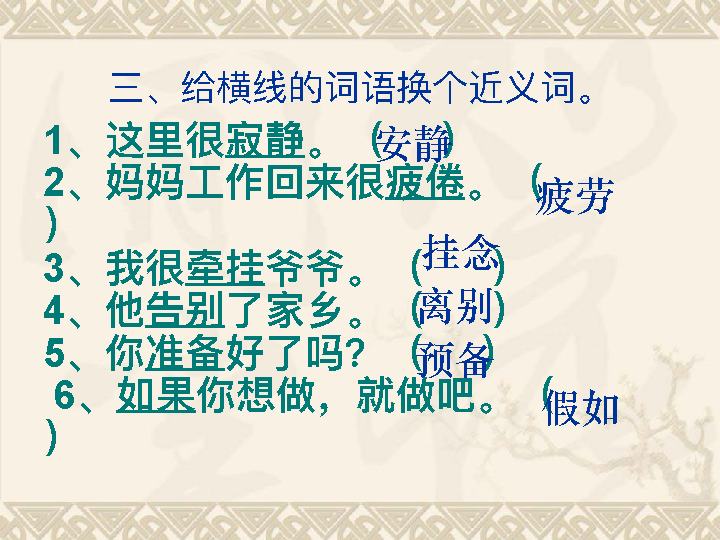 三、给横线的词语换个近义词。
1、这里很寂静。（安静）
2、妈妈工作回来很疲倦。（疲劳
）
3、我很牵挂爷爷。（挂念）
4、他告别了家乡。（离别）
5、你准备好了吗？（预备）
6、如果你想做，就做吧。（假如
）